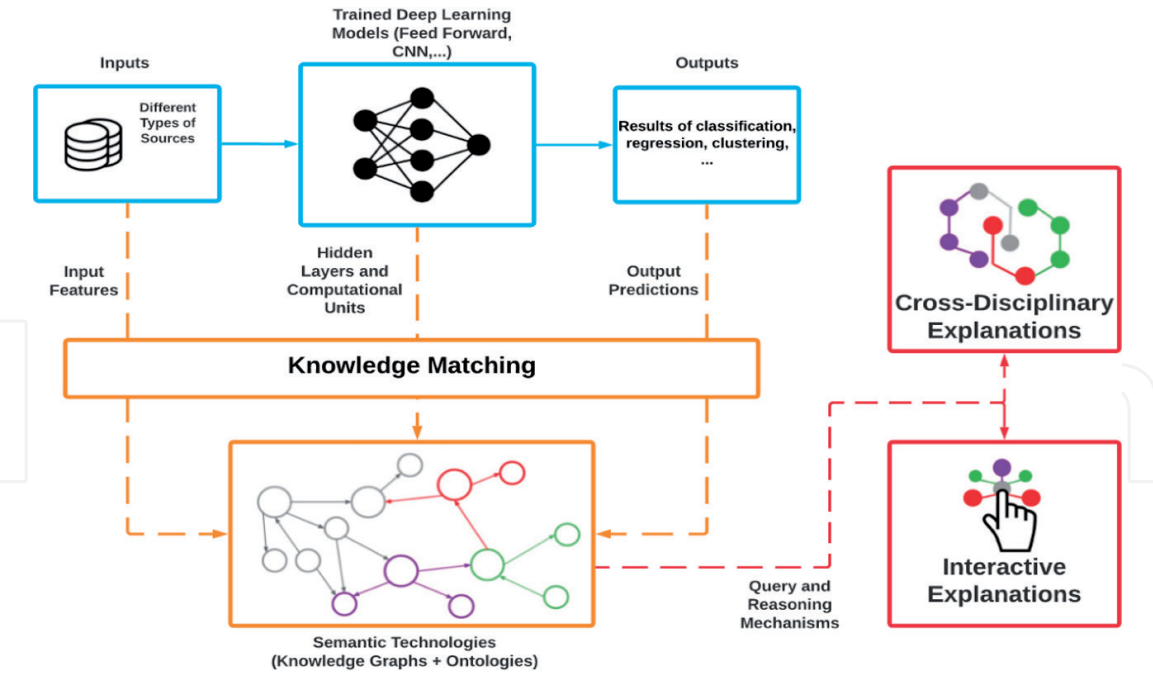 Trained Deep Learning
Models (Feed Forward,
CNN,...)
Inputs
Outputs
Different
Types of
Sources
Results of classification,
regression, clustering,
...
Input
Features
Hidden
Layers and
Computational
Units
Output
Predictions
Knowledge Matching
Cross-Disciplinary
Explanations
Interactive
Explanations
Query and
Reasoning
Mechanisms
Semantic Technologies
(Knowledge Graphs + Ontologies)